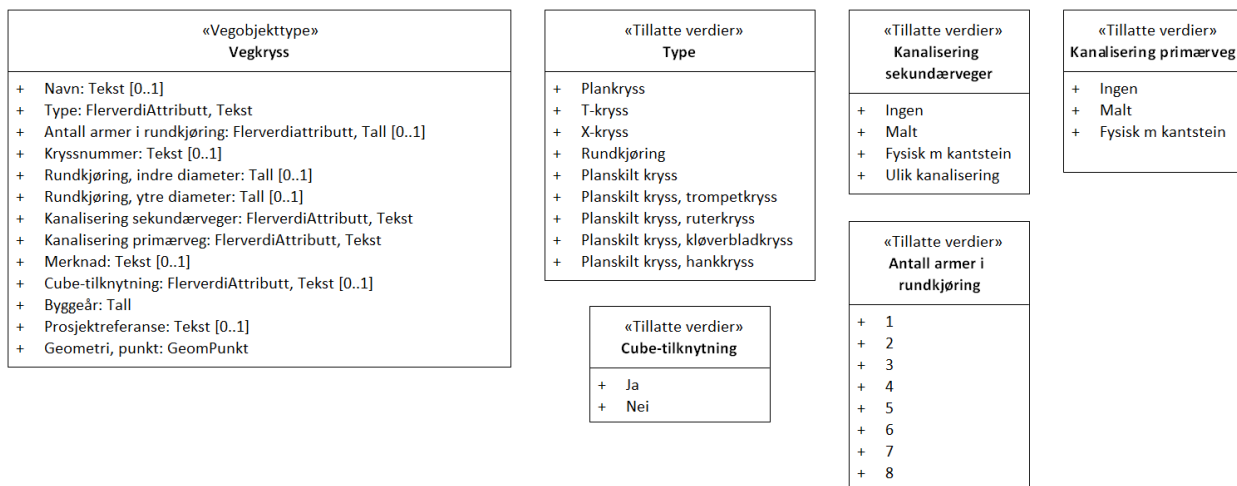 «Vegobjekttype»
Vegkryss
+ Navn: Tekst [0..1]
+ Type: FlerverdiAttributt, Tekst
+ Antall armer i rundkjøring: Flerverdiattributt, Tall [0..1]
+ Kryssnummer: Tekst [0..1]
+ Rundkjøring, indre diameter: Tall [0..1]
+ Rundkjøring, ytre diameter: Tall [0..1]
+ Kanalisering sekundærveger: FlerverdiAttributt, Tekst
+ Kanalisering primærveg: FlerverdiAttributt, Tekst
+ Merknad: Tekst [0..1]
+ Cube-tilknytning: FlerverdiAttributt, Tekst [0..1]
+ Byggeår: Tall
+ Prosjektreferanse: Tekst [0..1]
+ Geometri, punkt: GeomPunkt
«Tillatte verdier»
Type
+ Plankryss
+ T-kryss
+ X-kryss
+ Rundkjøring
+ Planskilt kryss
+ Planskilt kryss, trompetkryss
+ Planskilt kryss, ruterkryss
+ Planskilt kryss, kløverbladkryss
+ Planskilt kryss, hankkryss
«Tillatte verdier»
Cube-tilknytning
+ Ja
+ Nei
«Tillatte verdier»
Kanalisering
sekundærveger
+ Ingen
+ Malt
+ Fysisk m kantstein
+ Ulik kanalisering
«Tillatte verdier»
Antall armer i
rundkjøring
+ 1
+ 2
+ 3
+ 4
+ 5
+ 6
+ 7
+ 8
«Tillatte verdier»
Kanalisering primærveg
+ Ingen
+ Malt
+ Fysisk m kantstein